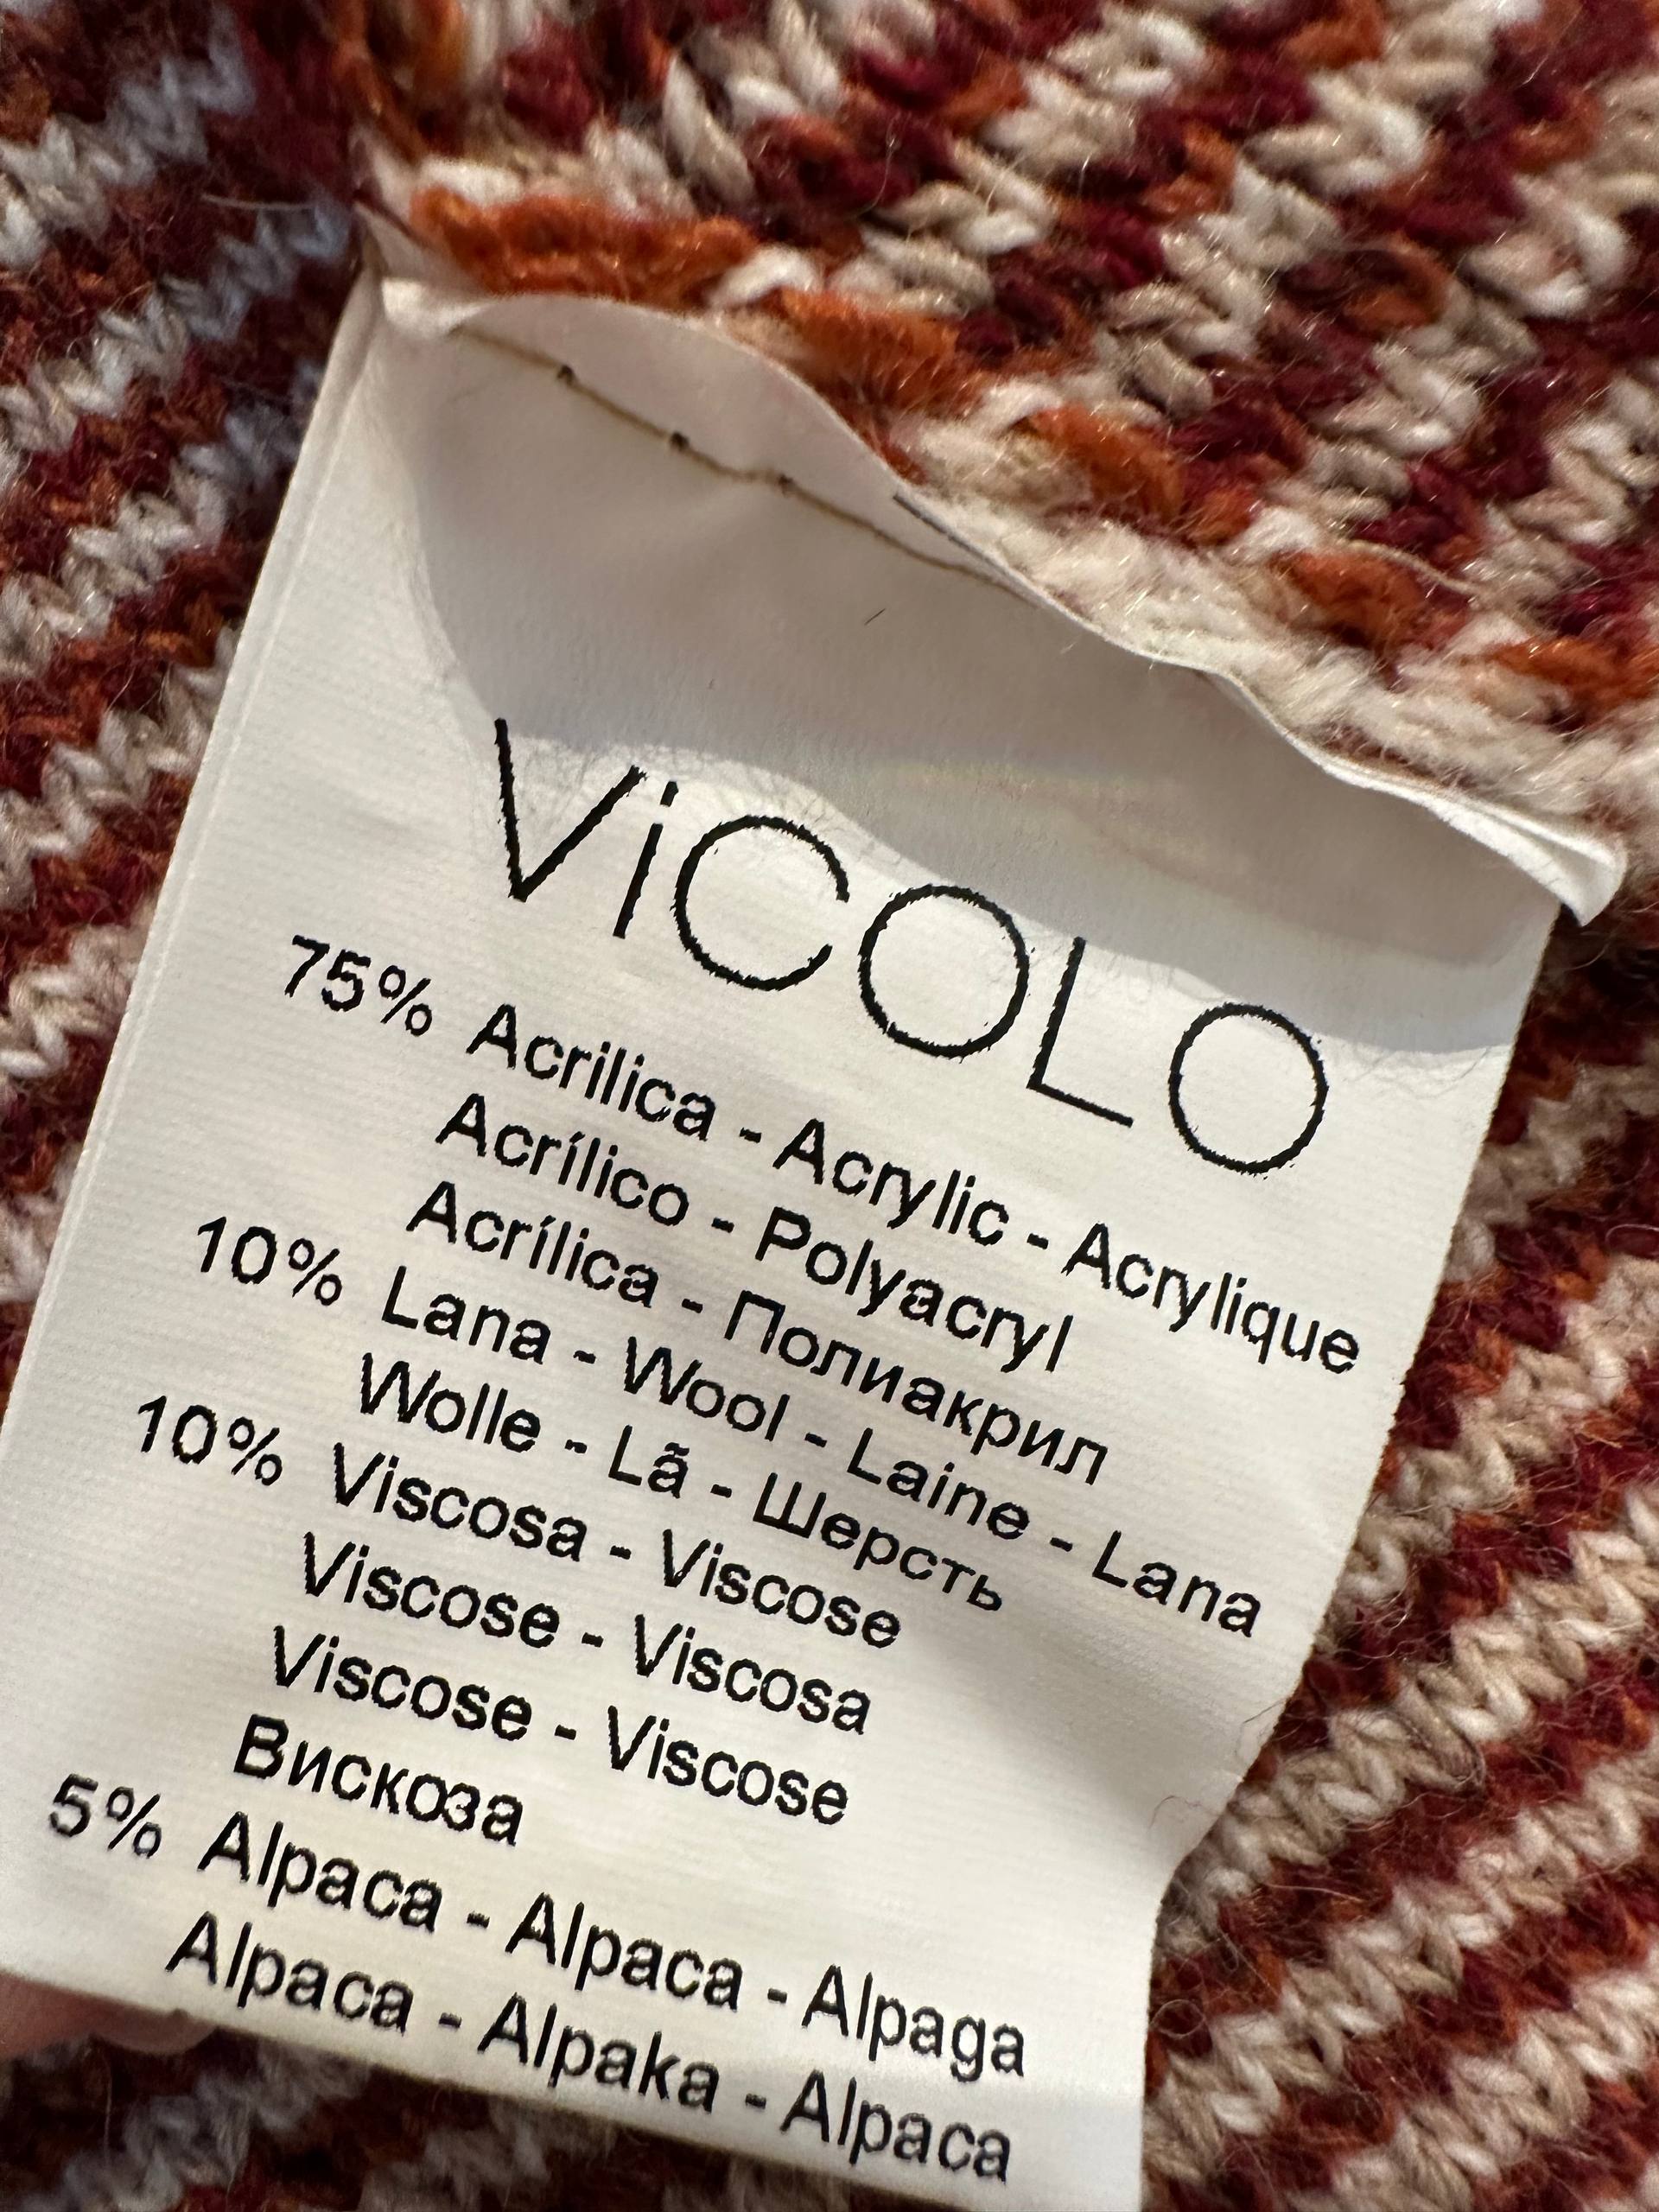 ViCOLO
75% Acrilica - Acrylic - Acrylique
Acrílico - Polyacryl
Acrílica - Полиакрил
10% Lana - Wool - Laine - Lana
Wolle - Lã - Шерсть
10% Viscosa - Viscose
Viscose - Viscosa
Viscose - Viscose
Вискоза
5% Alpaca - Alpaca - Alpaga
Alpaca - Alpaka - Alpaca